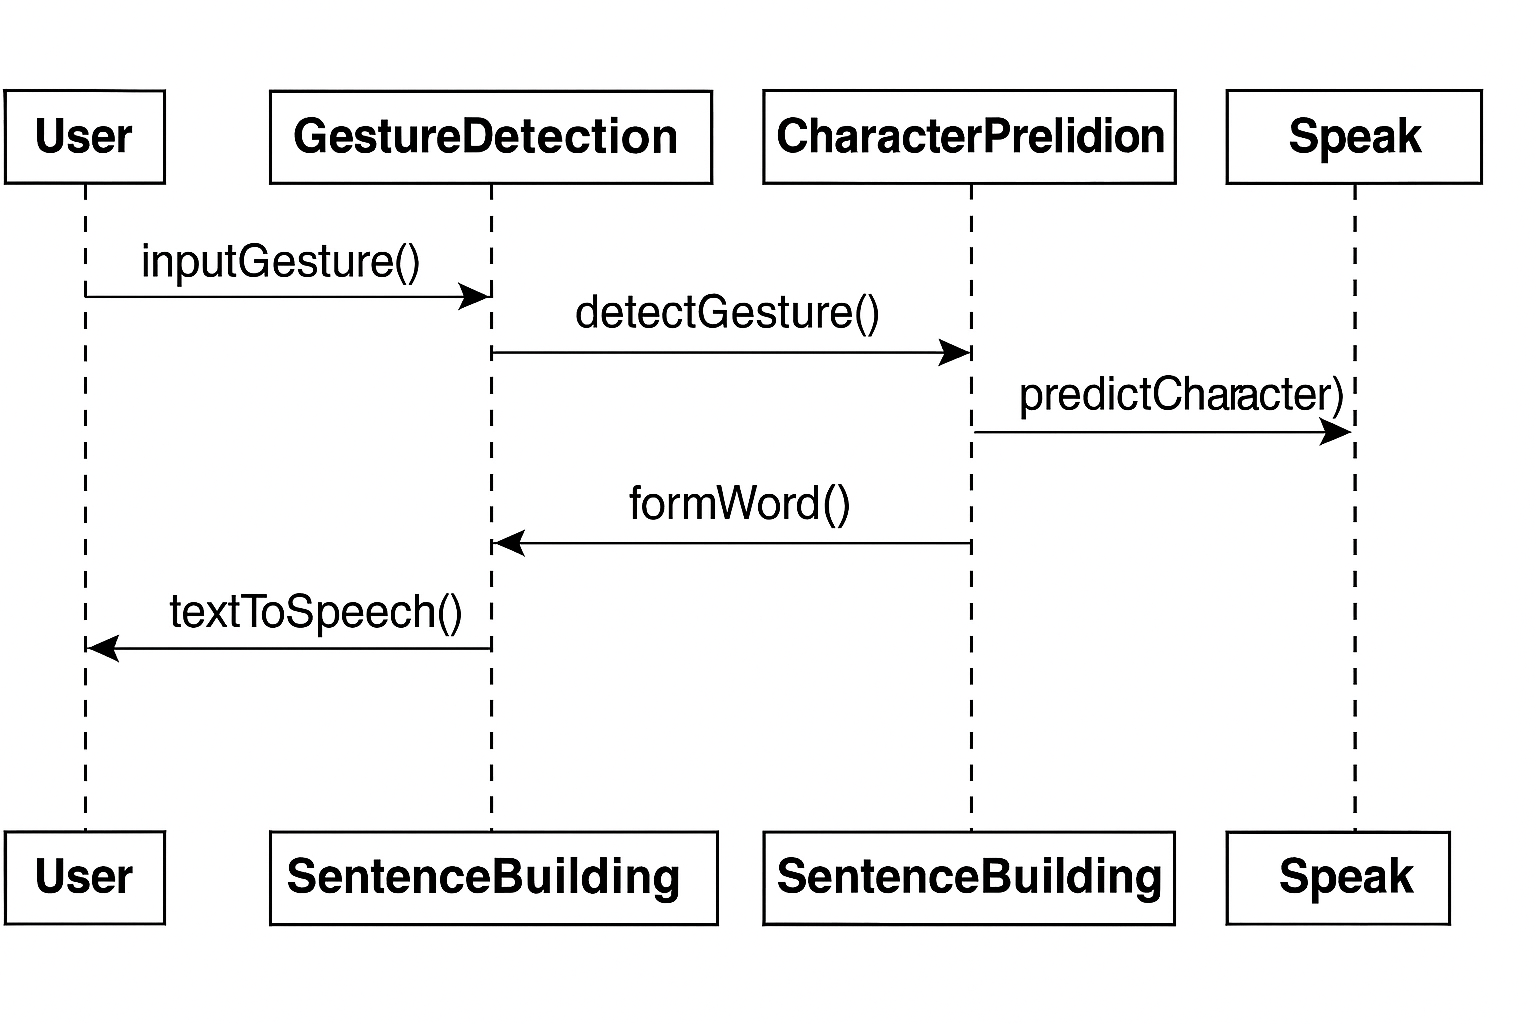 User
GestureDetection
CharacterPrelidion
Speak
inputGesture()
detectGesture()
predictCharacter)
formWord()
textToSpeech()
User
SentenceBuilding
SentenceBuilding
Speak